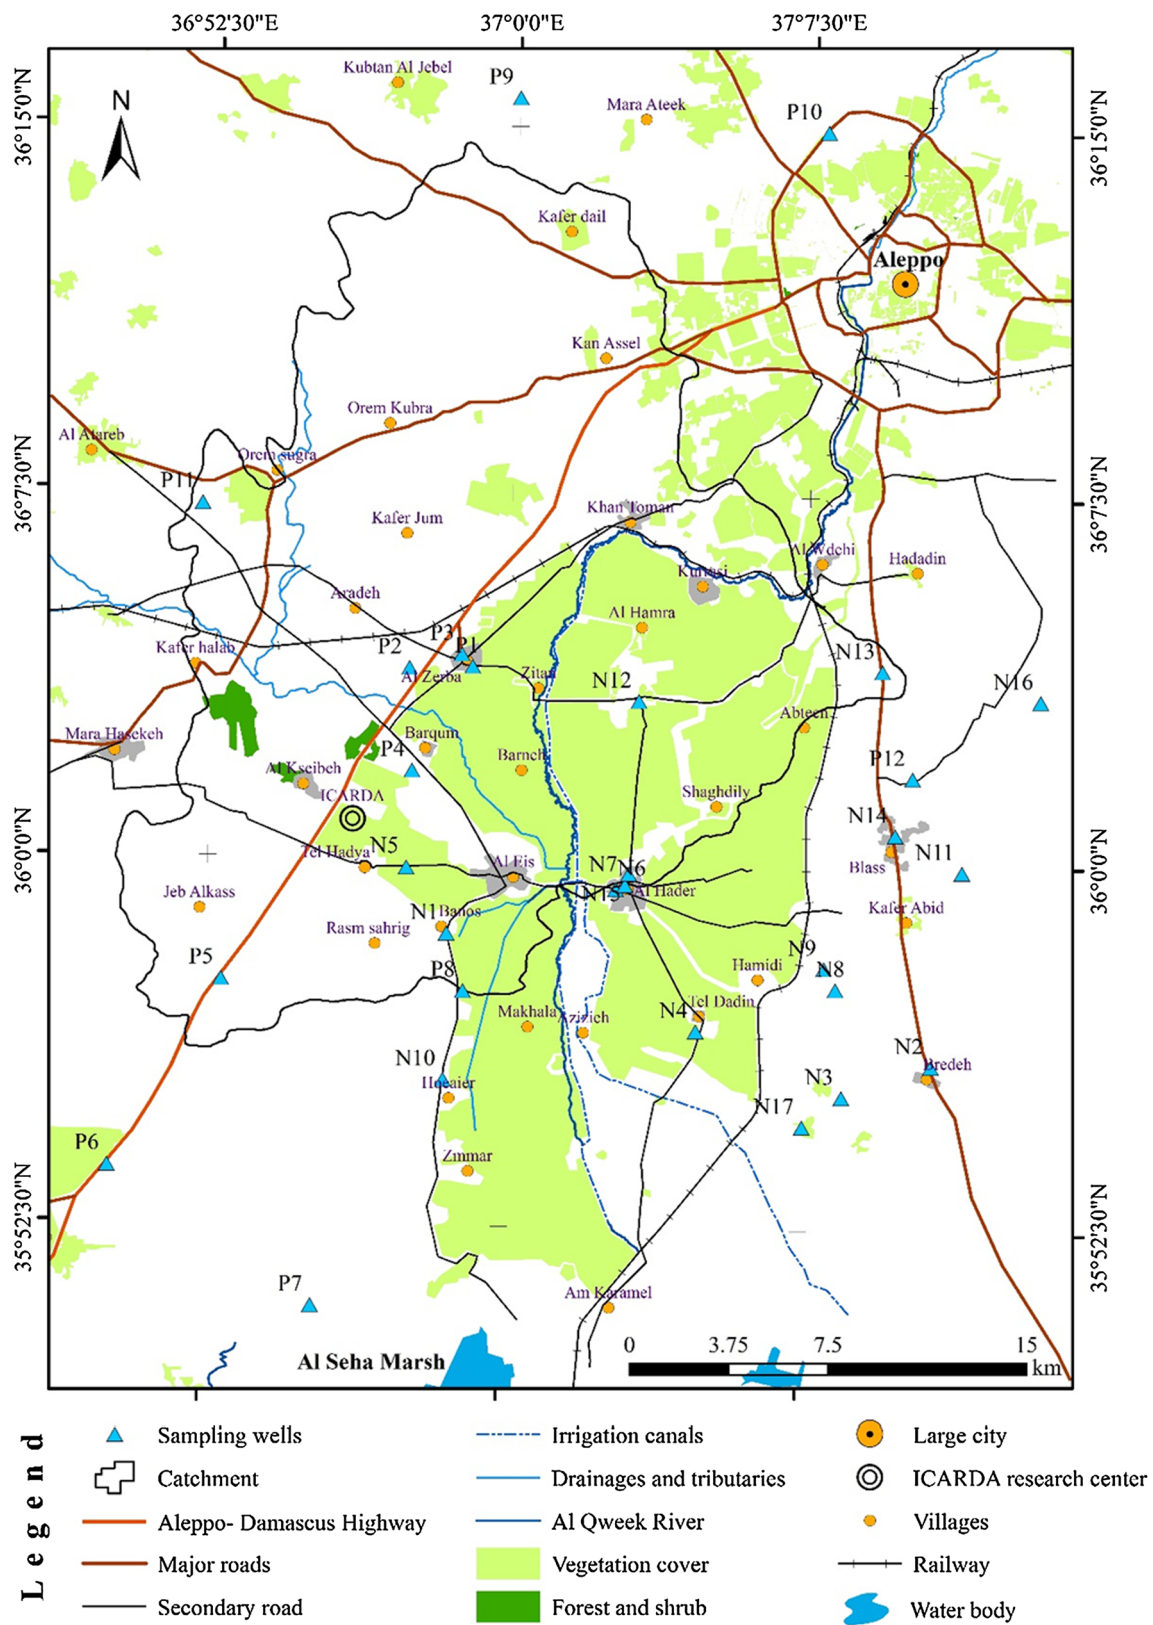 36°52'30"E
37°0'0"E
37°7'30"E
36°15'0"N
36°15'0"N
N
Kubtan Al Jebel
P9
Mara Ateek
P10
Kafer dail
Aleppo
Kan Assel
Orem Kubra
Al Atareb
Orem sugra
P11
36°7'30"N
36°7'30"N
Kafer Jum
Khan Toman
Al Wdehi
Hadadin
Kurasi
Aradeh
Al Hamra
Kafer halab
P2
P3
P1
Al Zerba
Zitan
N12
N13
N16
Abteen
Mara Hasekeh
Barqum
P4
Barneh
P12
Al Kseibeh
ICARDA
Shaghdily
N14
36°0'0"N
36°0'0"N
Tel Hadya
N5
Al Eis
N7
N6
N15
Al Hader
Blass
N11
Jeb Alkass
N1
Banos
Kafer Abid
Rasm sahrig
P5
P8
N9
N8
Hamidi
Makhala
Azizieh
N4
Tel Dadin
N10
Hueaier
N2
Bredeh
N3
N17
P6
Zmmar
35°52'30"N
35°52'30"N
P7
Am Karamel
Al Seha Marsh
0
3.75
7.5
15
km
Legend
Sampling wells
Irrigation canals
Large city
Catchment
Drainages and tributaries
ICARDA research center
Aleppo- Damascus Highway
Al Qweek River
Villages
Major roads
Vegetation cover
Railway
Secondary road
Forest and shrub
Water body